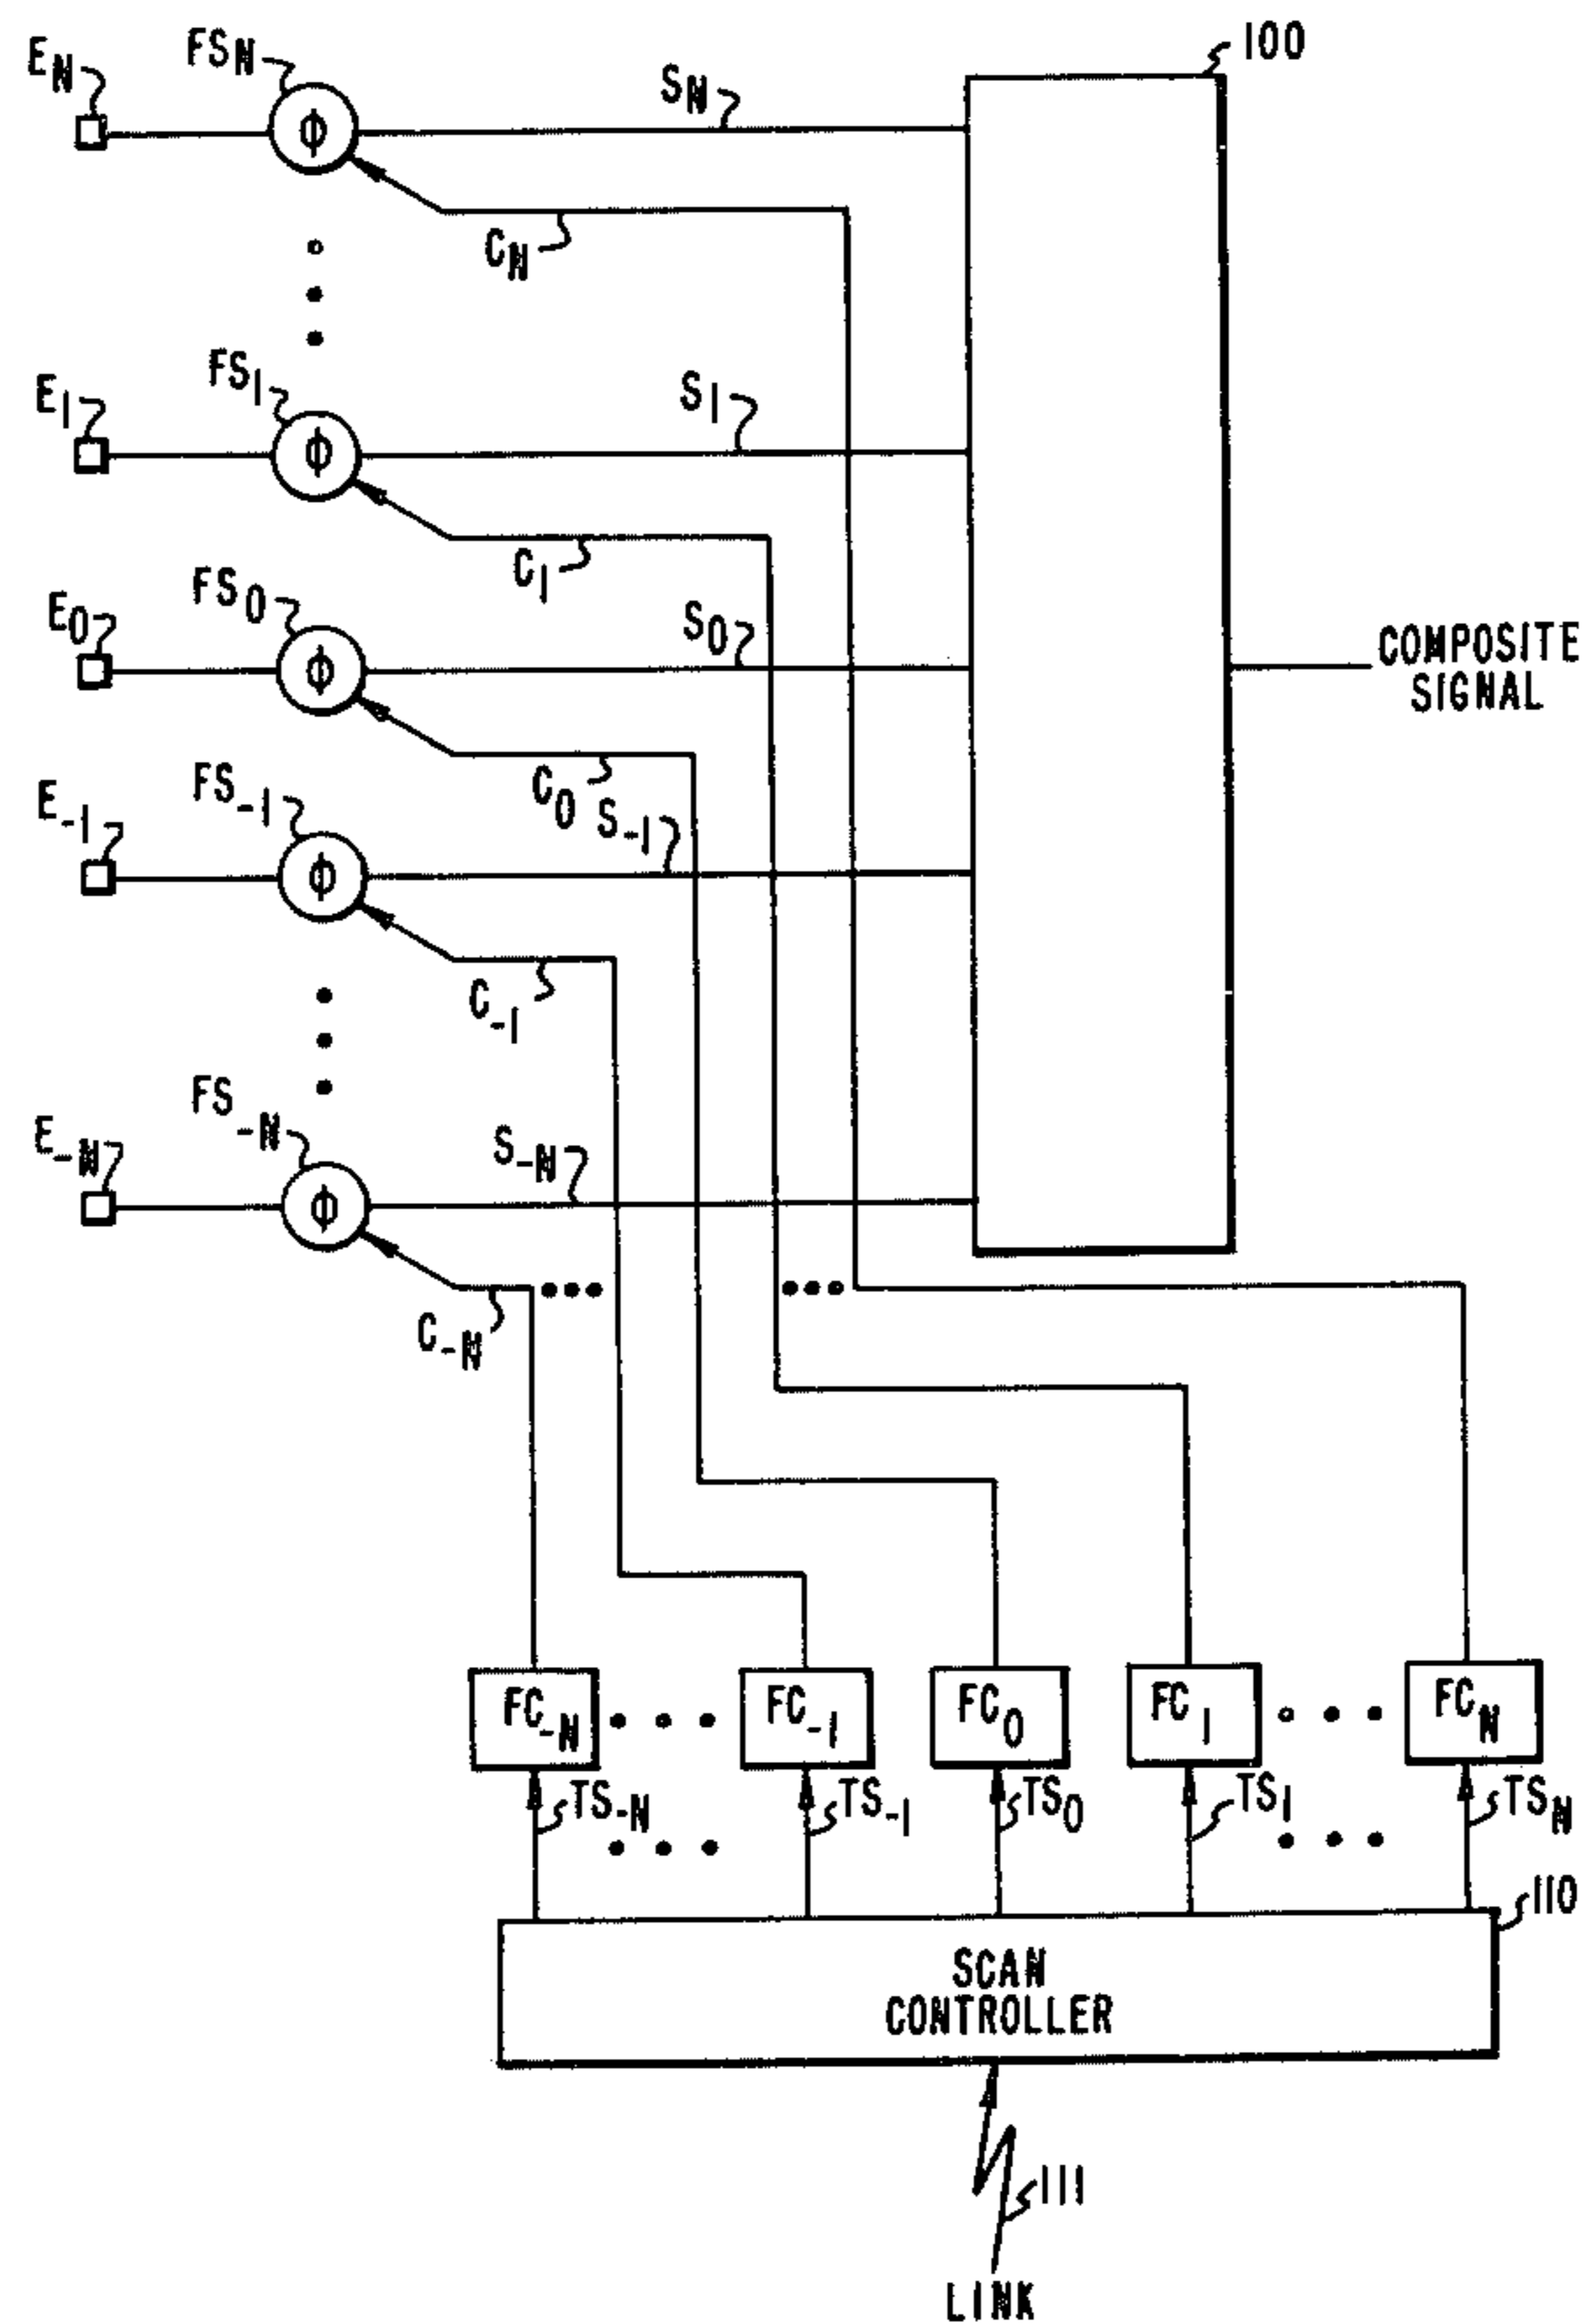 100
E_N
FS_N
S_N
ϕ
C_N
E_1
FS_1
S_1
ϕ
C_1
E_0
FS_0
S_0
ϕ
COMPOSITE
SIGNAL
C_0
E_-1
FS_-1
S_-1
ϕ
C_-1
E_-N
FS_-N
S_-N
ϕ
C_-N
FC_-N
FC_-1
FC_0
FC_1
FC_N
TS_-N
TS_-1
TS_0
TS_1
TS_N
110
SCAN
CONTROLLER
111
LINK